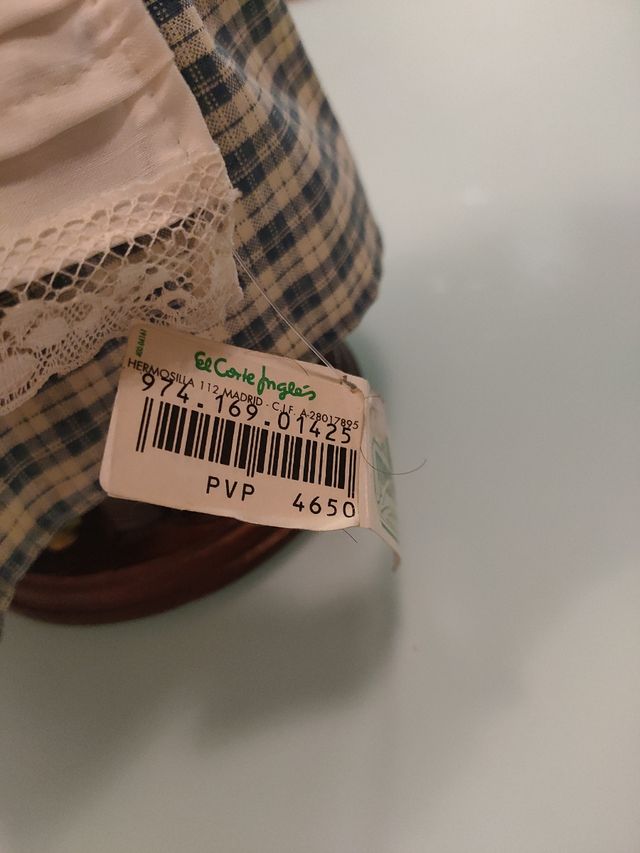 El Corte Inglés
HERMOSILLA 112 MADRID - C.I.F. A-28017895
974-169-01425
PVP 4650